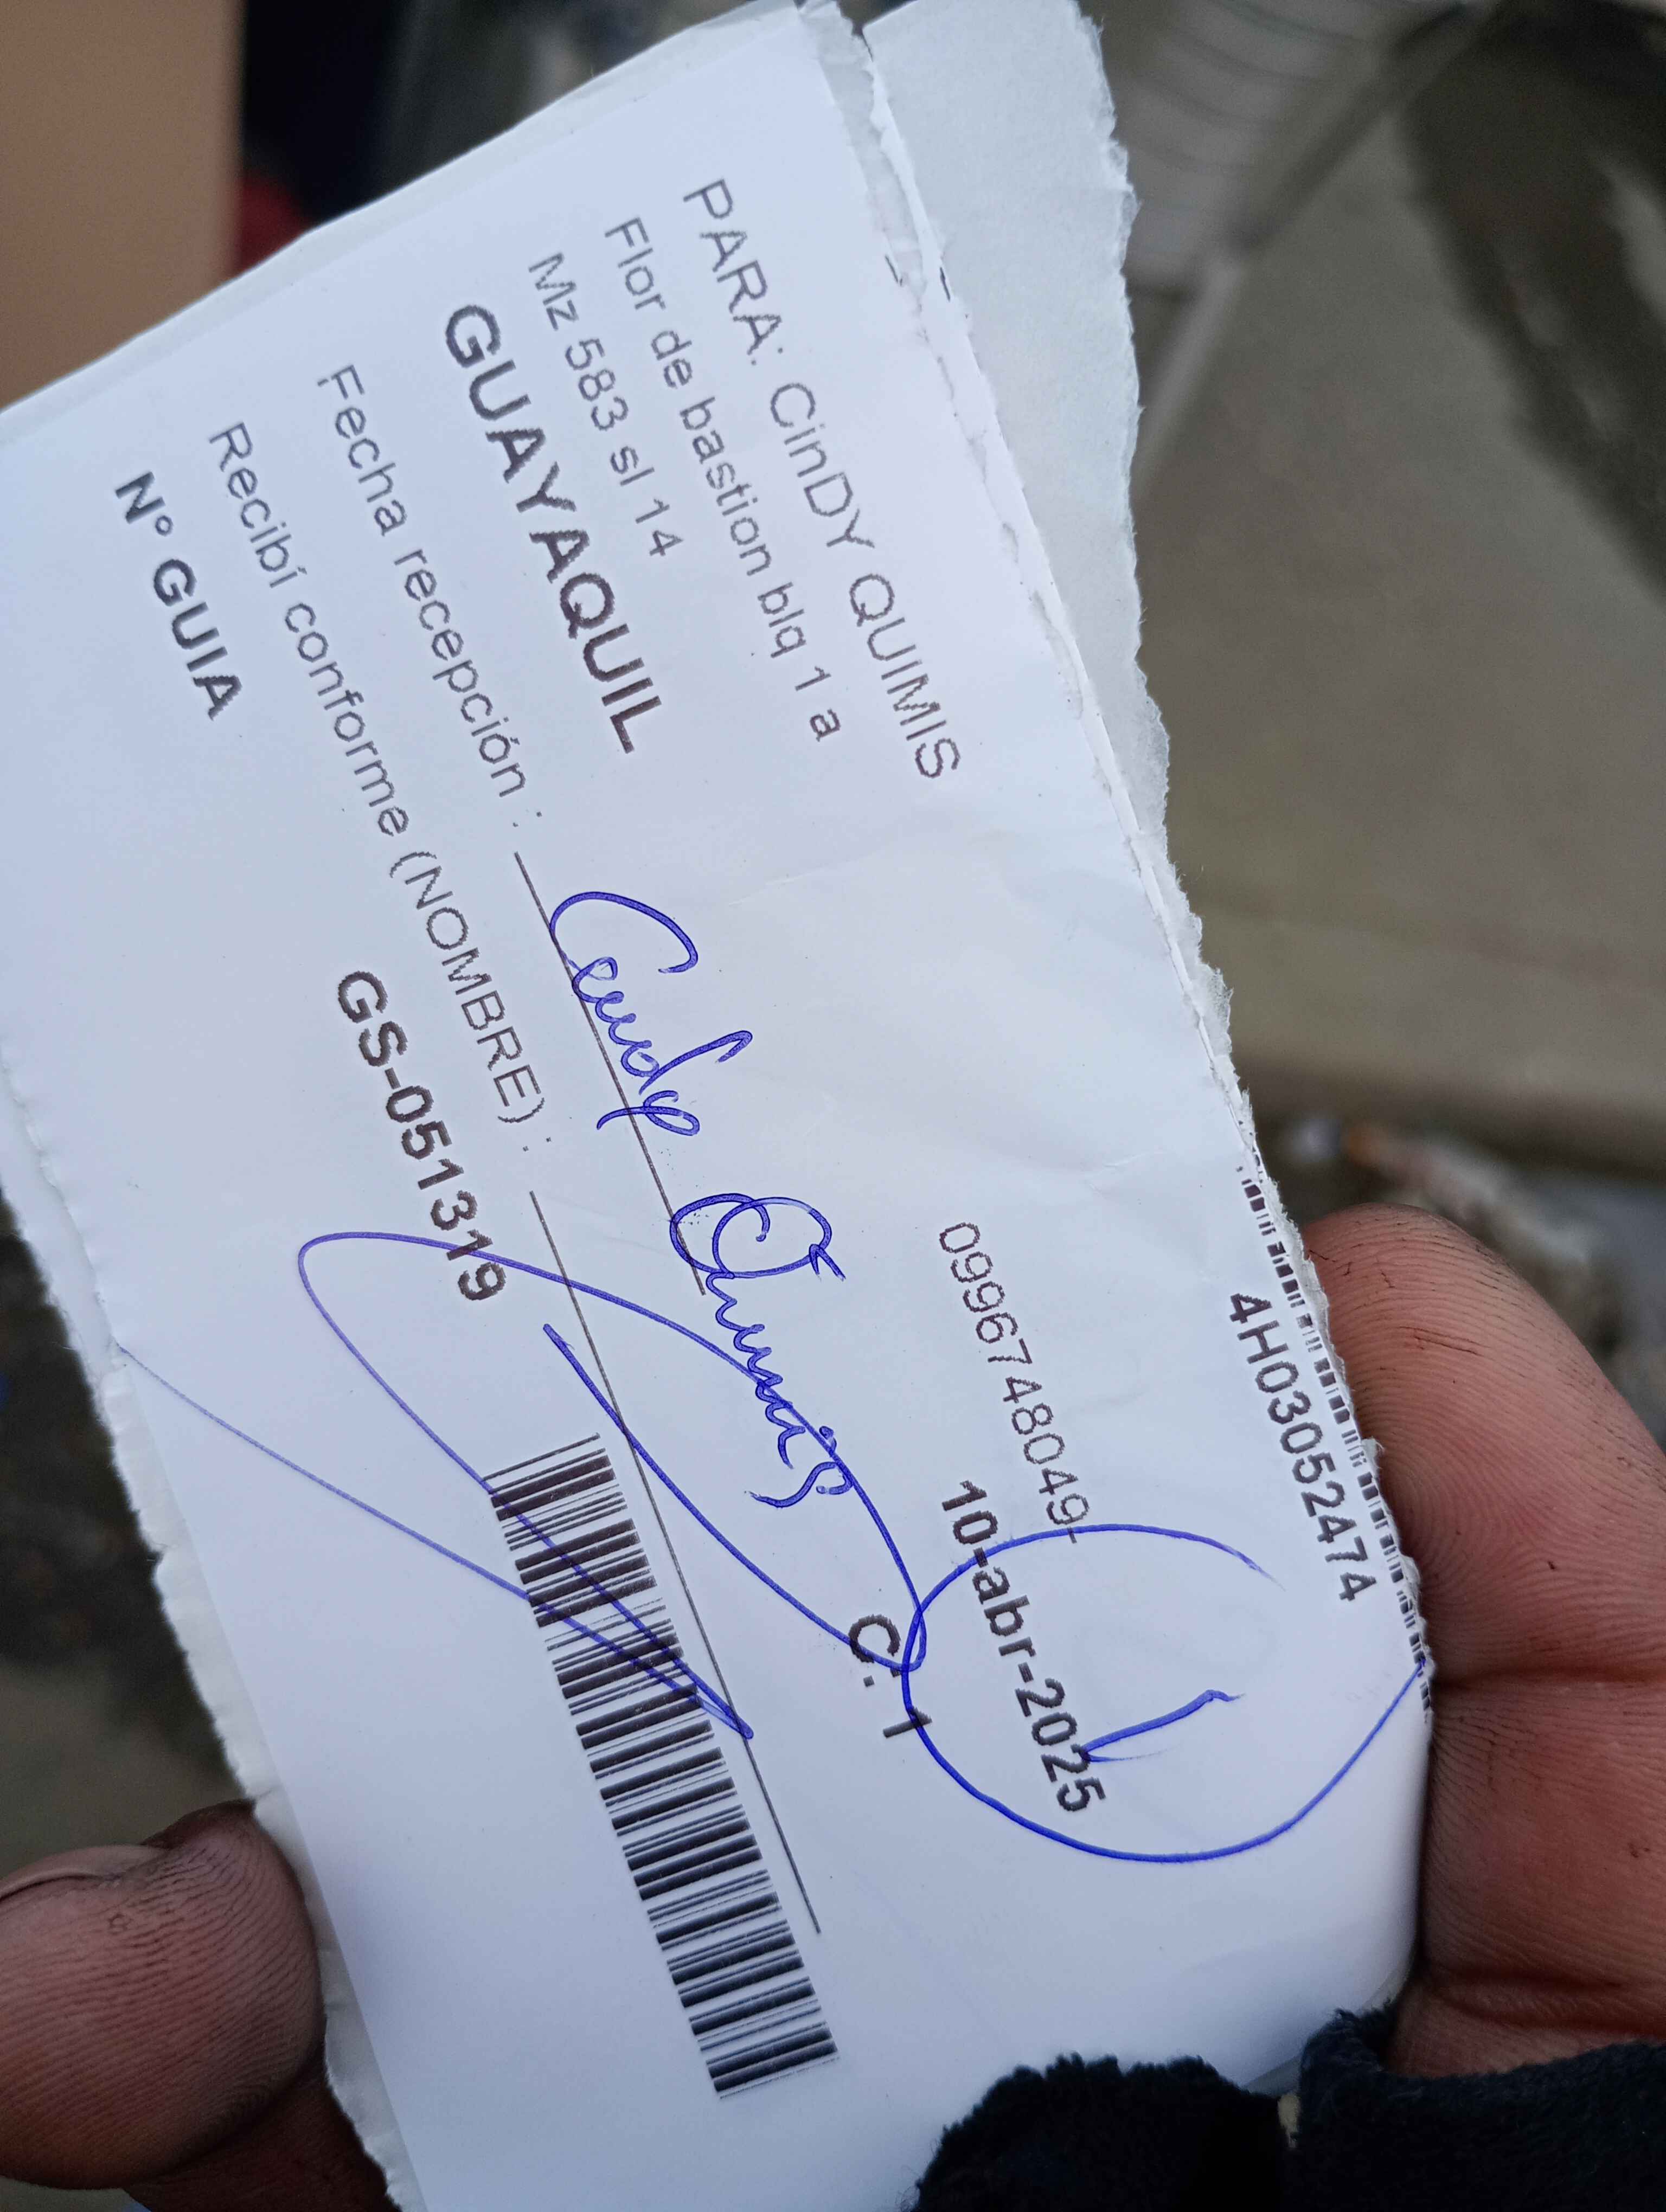 4H03052474
PARA: CinDY QUIMIS
Flor de bastion blq 1 a 0996748049-
Mz 583 sl 14 10-abr-2025
GUAYAQUIL C. 1
Fecha recepción : Cindy Quimis
Recibí conforme (NOMBRE) :
N° GUIA GS-051319